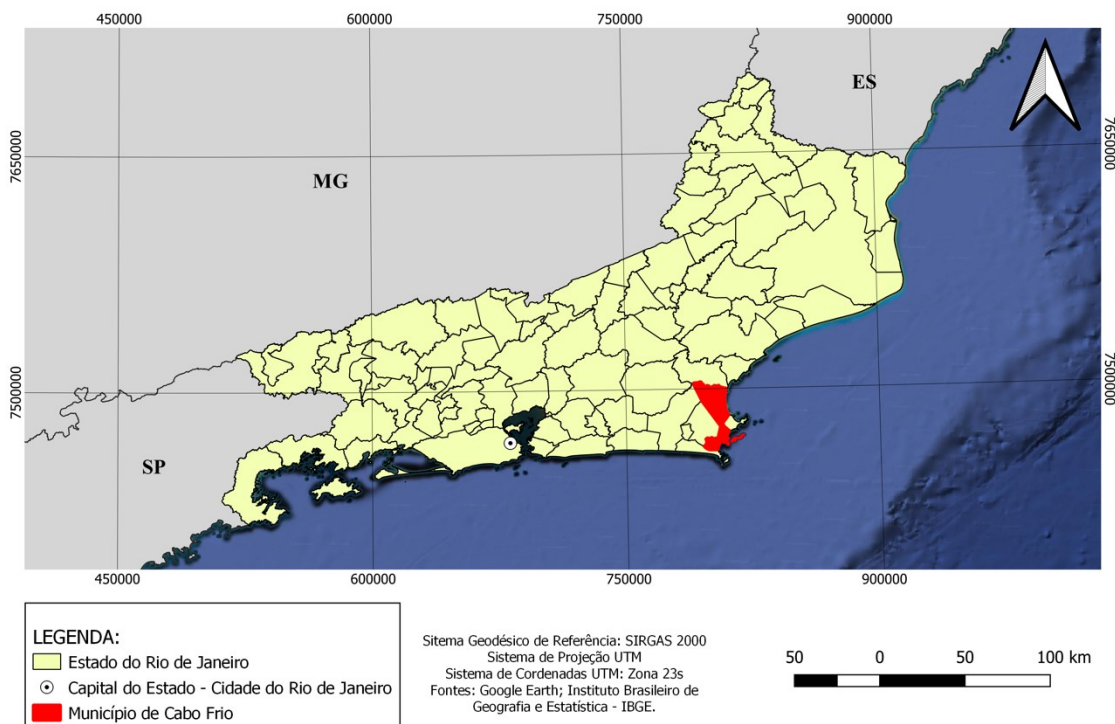 450000 600000 750000 900000
ES
7650000 7650000
MG
7500000 7500000
SP
450000 600000 750000 900000
LEGENDA:
Estado do Rio de Janeiro
Capital do Estado - Cidade do Rio de Janeiro
Município de Cabo Frio
Sitema Geodésico de Referência: SIRGAS 2000
Sistema de Projeção UTM
Sistema de Cordenadas UTM: Zona 23s
Fontes: Google Earth; Instituto Brasileiro de
Geografia e Estatística - IBGE.
50 0 50 100 km